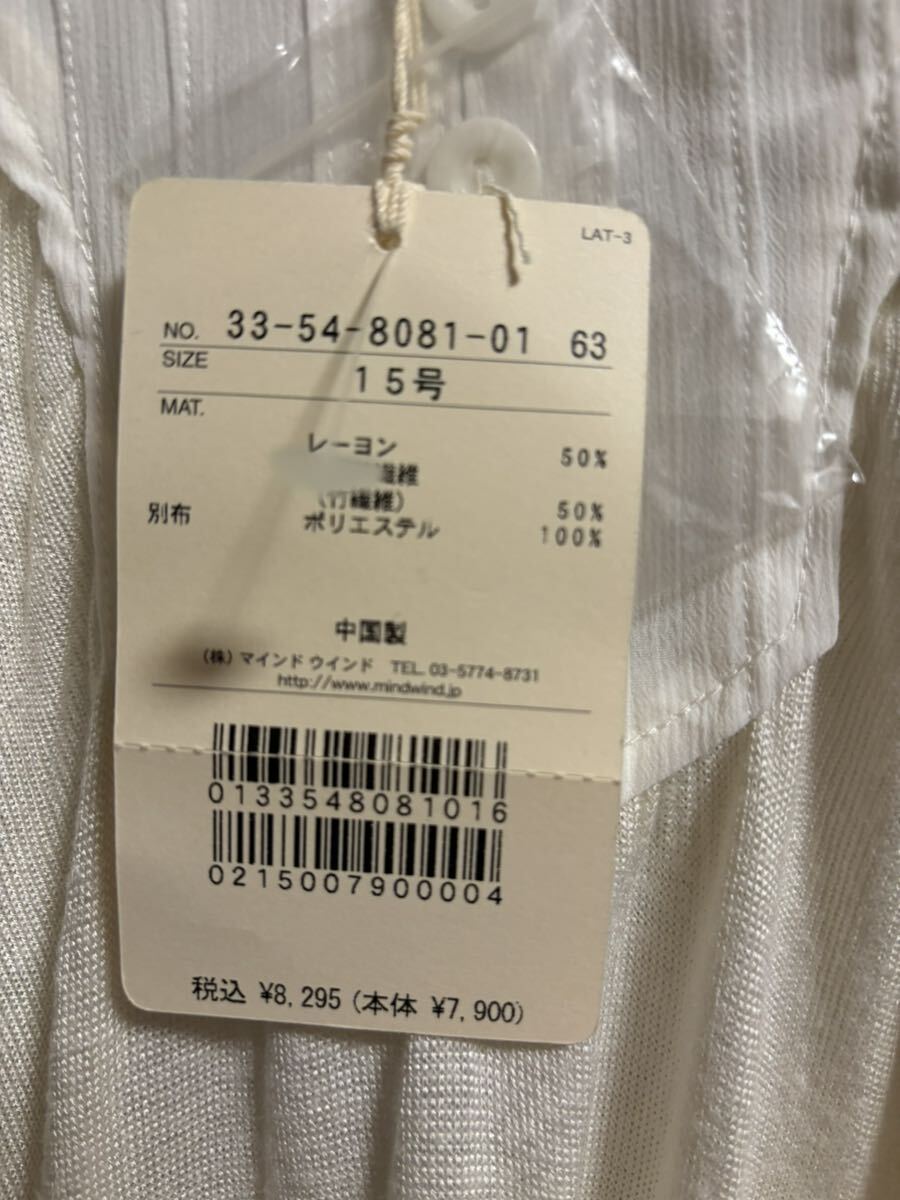 LAT-3
NO. 33-54-8081-01 63
SIZE 15号
MAT.
レーヨン 50%
繊維
(竹繊維) 50%
別布 ポリエステル 100%
中国製
(株)マインドウインド TEL. 03-5774-8731
http://www.mindwind.jp
0133548081016
0215007900004
税込 ¥8,295 (本体 ¥7,900)